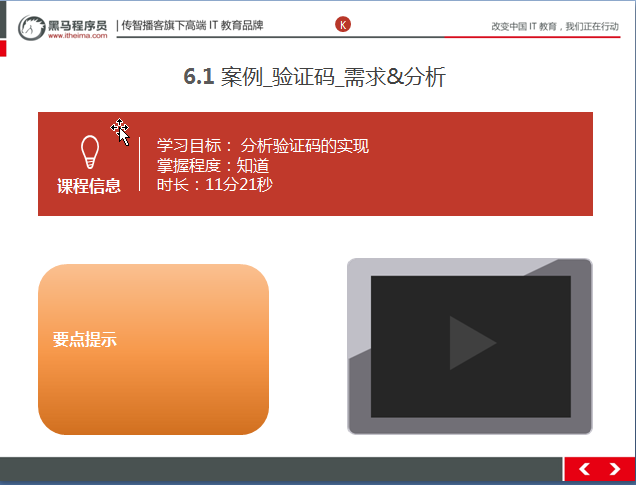 黑马程序员
www.itheima.com
传智播客旗下高端 IT 教育品牌
K
改变中国 IT 教育，我们正在行动
6.1 案例_验证码_需求&分析
课程信息
学习目标： 分析验证码的实现
掌握程度：知道
时长：11分21秒
要点提示